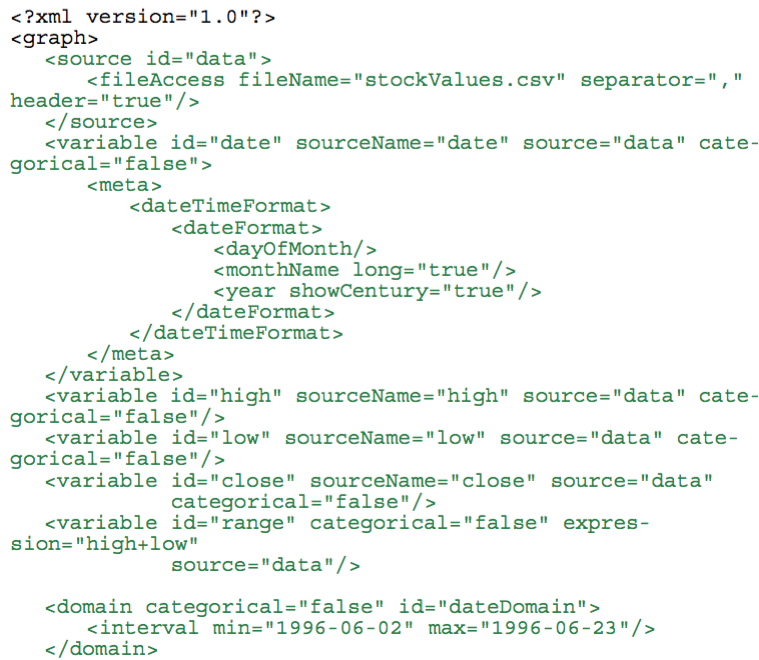 <?xml version="1.0"?>
<graph>
<source id="data">
<fileAccess fileName="stockValues.csv" separator=","
header="true"/>
</source>
<variable id="date" sourceName="date" source="data" cate-
gorical="false">
<meta>
<dateTimeFormat>
<dateFormat>
<dayOfMonth/>
<monthName long="true"/>
<year showCentury="true"/>
</dateFormat>
</dateTimeFormat>
</meta>
</variable>
<variable id="high" sourceName="high" source="data" cate-
gorical="false"/>
<variable id="low" sourceName="low" source="data" cate-
gorical="false"/>
<variable id="close" sourceName="close" source="data"
categorical="false"/>
<variable id="range" categorical="false" expres-
sion="high+low"
source="data"/>
<domain categorical="false" id="dateDomain">
<interval min="1996-06-02" max="1996-06-23"/>
</domain>